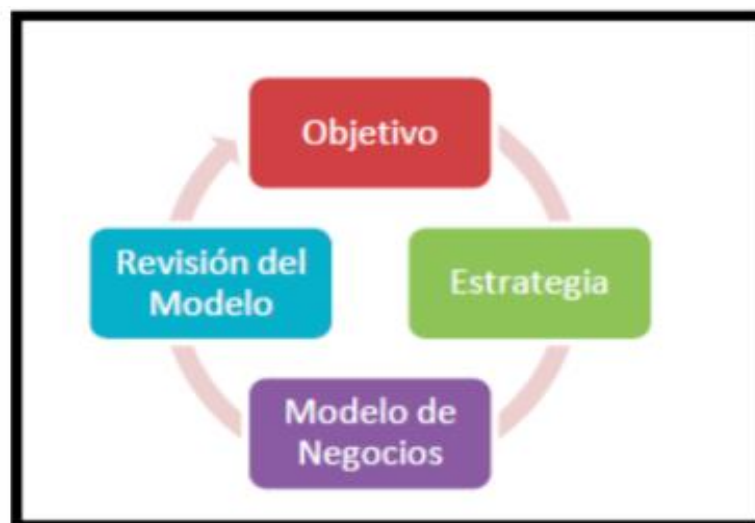 Objetivo
Estrategia
Modelo de
Negocios
Revisión del
Modelo